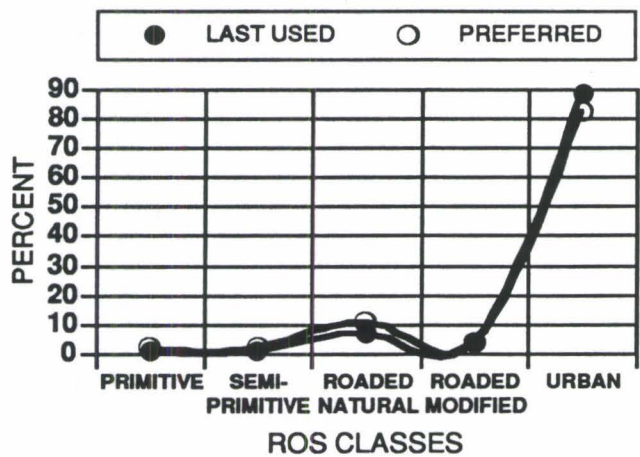 LAST USED PREFERRED
90
80
70
60
50
40
30
20
10
0
PERCENT
PRIMITIVE SEMI- ROADED ROADED URBAN
PRIMITIVE NATURAL MODIFIED
ROS CLASSES